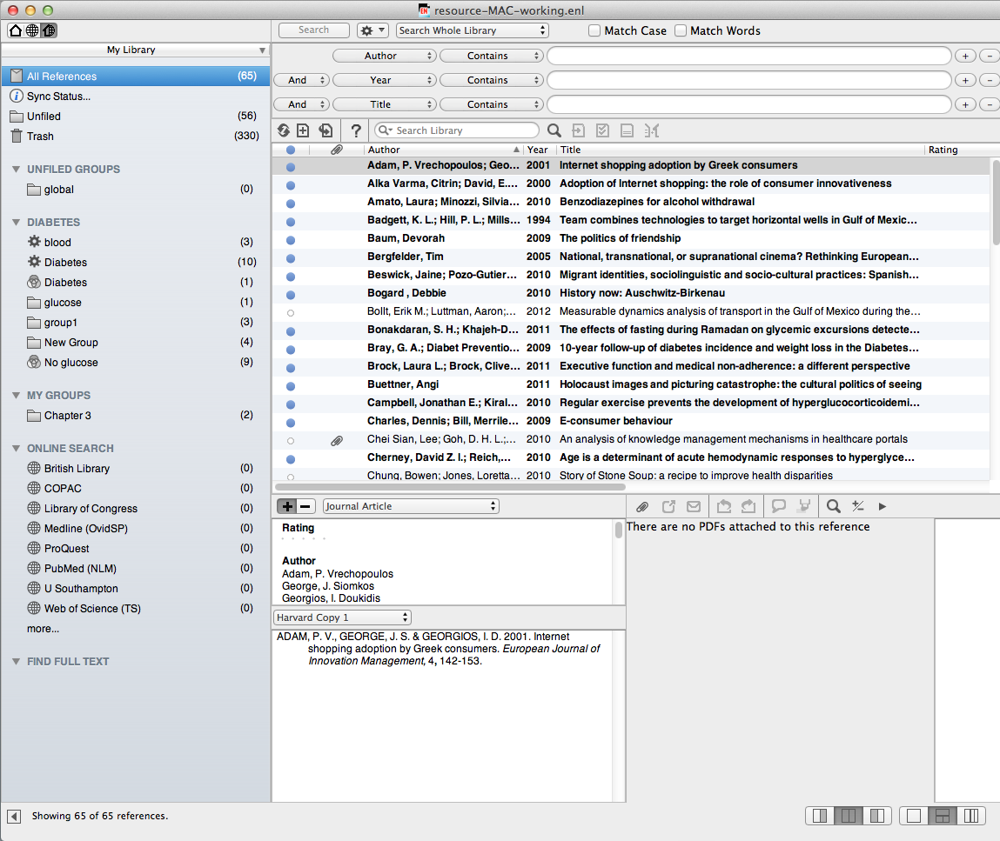 resource-MAC-working.enl
Search Search Whole Library Match Case Match Words
My Library
Author Contains + -
And Year Contains + -
And Title Contains + -
All References (65)
Sync Status...
Unfiled (56)
Trash (330)
UNFILED GROUPS
global (0)
DIABETES
blood (3)
Diabetes (10)
Diabetes (1)
glucose (1)
group1 (3)
New Group (4)
No glucose (9)
MY GROUPS
Chapter 3 (2)
ONLINE SEARCH
British Library (0)
COPAC (0)
Library of Congress (0)
Medline (OvidSP) (0)
ProQuest (0)
PubMed (NLM) (0)
U Southampton (0)
Web of Science (TS) (0)
more...
FIND FULL TEXT
? Search Library
Author Year Title Rating
Adam, P. Vrechopoulos; Geo... 2001 Internet shopping adoption by Greek consumers
Alka Varma, Citrin; David, E.... 2000 Adoption of Internet shopping: the role of consumer innovativeness
Amato, Laura; Minozzi, Silvia... 2010 Benzodiazepines for alcohol withdrawal
Badgett, K. L.; Hill, P. L.; Mills... 1994 Team combines technologies to target horizontal wells in Gulf of Mexic...
Baum, Devorah 2009 The politics of friendship
Bergfelder, Tim 2005 National, transnational, or supranational cinema? Rethinking European...
Beswick, Jaine; Pozo-Gutier... 2010 Migrant identities, sociolinguistic and socio-cultural practices: Spanish...
Bogard , Debbie 2010 History now: Auschwitz-Birkenau
Bollt, Erik M.; Luttman, Aaron;... 2012 Measurable dynamics analysis of transport in the Gulf of Mexico during the...
Bonakdaran, S. H.; Khajeh-D... 2011 The effects of fasting during Ramadan on glycemic excursions detecte...
Bray, G. A.; Diabet Preventio... 2009 10-year follow-up of diabetes incidence and weight loss in the Diabetes...
Brock, Laura L.; Brock, Clive... 2011 Executive function and medical non-adherence: a different perspective
Buettner, Angi 2011 Holocaust images and picturing catastrophe: the cultural politics of seeing
Campbell, Jonathan E.; Kiral... 2010 Regular exercise prevents the development of hyperglucocorticoidemi...
Charles, Dennis; Bill, Merrile... 2009 E-consumer behaviour
Chei Sian, Lee; Goh, D. H. L.;... 2010 An analysis of knowledge management mechanisms in healthcare portals
Cherney, David Z. I.; Reich,... 2010 Age is a determinant of acute hemodynamic responses to hyperglyce...
Chung, Bowen; Jones, Loretta... 2010 Story of Stone Soup: a recipe to improve health disparities
Journal Article
Rating
Author
Adam, P. Vrechopoulos
George, J. Siomkos
Georgios, I. Doukidis
There are no PDFs attached to this reference
Harvard Copy 1
ADAM, P. V., GEORGE, J. S. & GEORGIOS, I. D. 2001. Internet
shopping adoption by Greek consumers. European Journal of
Innovation Management, 4, 142-153.
Showing 65 of 65 references.